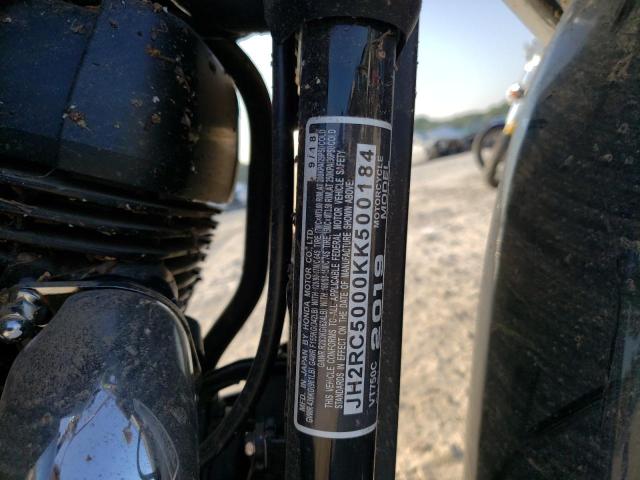 MFD. IN JAPAN BY HONDA MOTOR CO., LTD. 9/18
THIS VEHICLE CONFORMS TO ALL APPLICABLE FEDERAL MOTOR VEHICLE SAFETY
STANDARDS IN EFFECT ON THE DATE OF MANUFACTURE SHOWN ABOVE.
JH2RC5000KK500184
VT750C 2019 MOTORCYCLE
MODEL